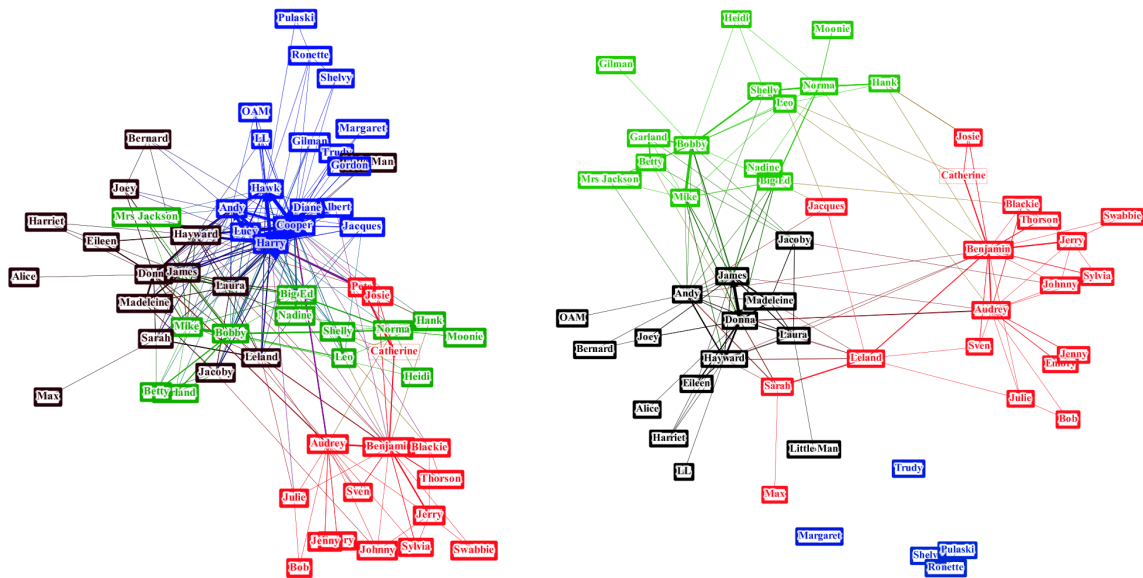 Pulaski
Ronette
Shelvy
OAM
LL
Gilman
Margaret
Trudy
Gordon
Man
Bernard
Joey
Hawk
Mrs Jackson
Andy
Diane
lbert
Harriet
Eileen
Hayward
Lucy
Cooper
Jacques
Harry
Alice
Donn
James
Laura
Pete
Josie
Madeleine
Big Ed
Nadine
Mike
Bobby
Shelly
Norma
Hank
Moonie
Sarah
Leland
Leo
Catherine
Jacoby
Heidi
Max
Betty
rland
Audrey
Benjamin
Blackie
Thorson
Julie
Sven
Jerry
Jenny
ry
Johnny
Sylvia
Swabbie
Bob
Heidi
Moonie
Gilman
Shelly
Norma
Hank
Leo
Garland
Bobby
Josie
Betty
Nadine
Catherine
Mrs Jackson
Big Ed
Mike
Jacques
Blackie
Swabbie
Thorson
Jacoby
Benjamin
Jerry
James
Sylvia
Andy
Madeleine
Johnny
OAM
Donna
Audrey
Bernard
Joey
Laura
Sven
Jenny
Hayward
Leland
Emory
Eileen
Sarah
Julie
Alice
Bob
Harriet
Little Man
LL
Trudy
Max
Margaret
Shelv
Pulaski
Ronette